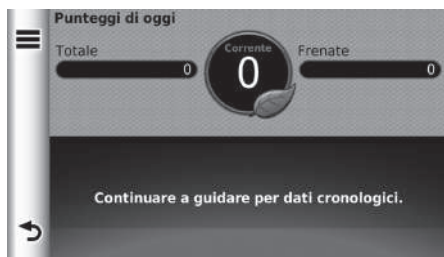 Punteggi di oggi
Totale
Corrente
Frenate
0
0
0
Continuare a guidare per dati cronologici.